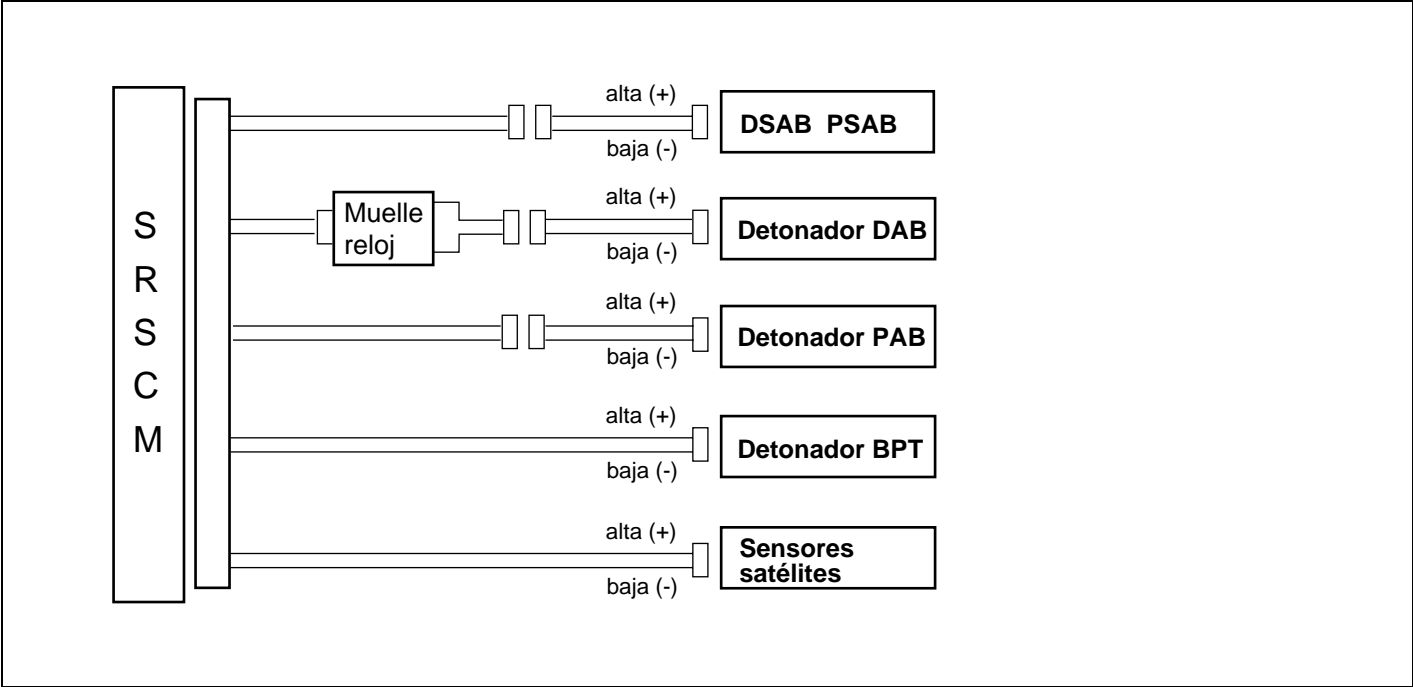 S
R
S
C
M
alta (+)
DSAB PSAB
baja (-)
Muelle
reloj
alta (+)
Detonador DAB
baja (-)
alta (+)
Detonador PAB
baja (-)
alta (+)
Detonador BPT
baja (-)
alta (+)
Sensores
satélites
baja (-)